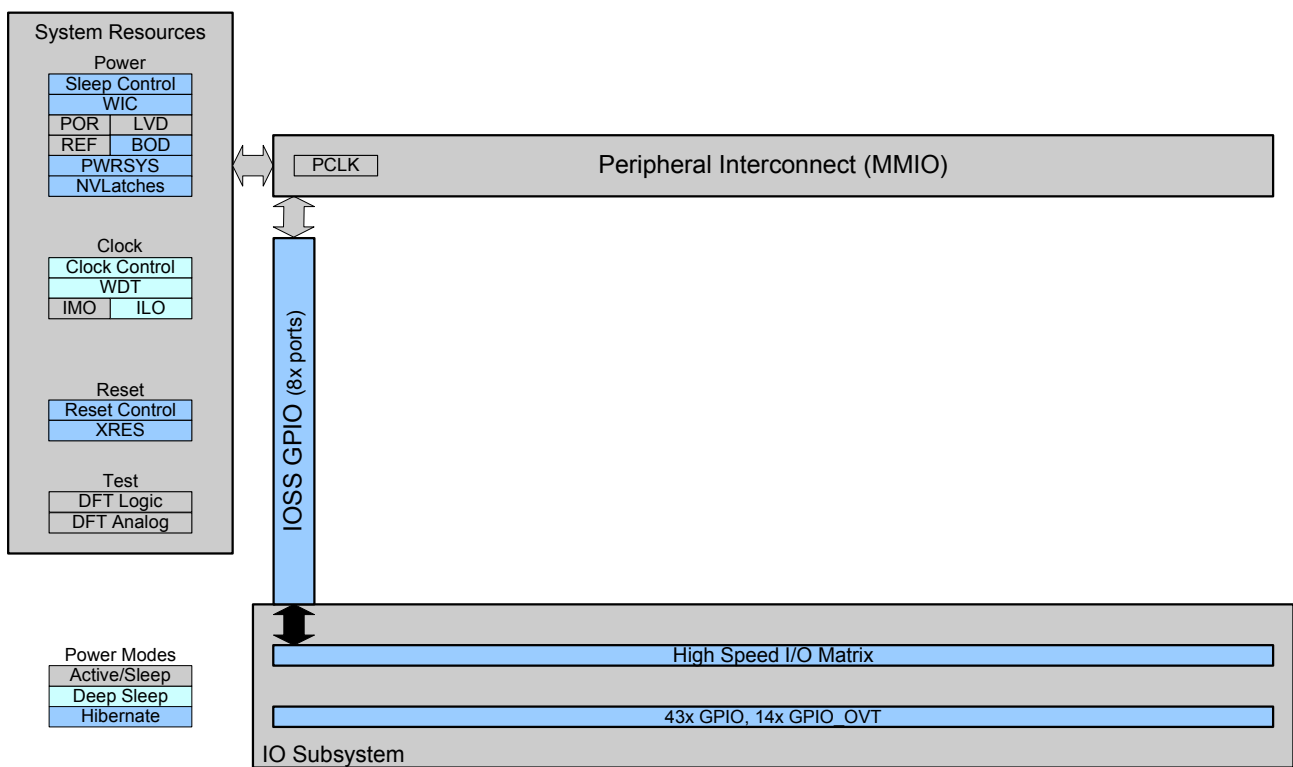 System Resources
Power
Sleep Control
WIC
POR LVD
REF BOD
PWRSYS
NVLatches
Clock
Clock Control
WDT
IMO ILO
Reset
Reset Control
XRES
Test
DFT Logic
DFT Analog
PCLK
Peripheral Interconnect (MMIO)
IOSS GPIO (8x ports)
High Speed I/O Matrix
43x GPIO, 14x GPIO_OVT
IO Subsystem
Power Modes
Active/Sleep
Deep Sleep
Hibernate